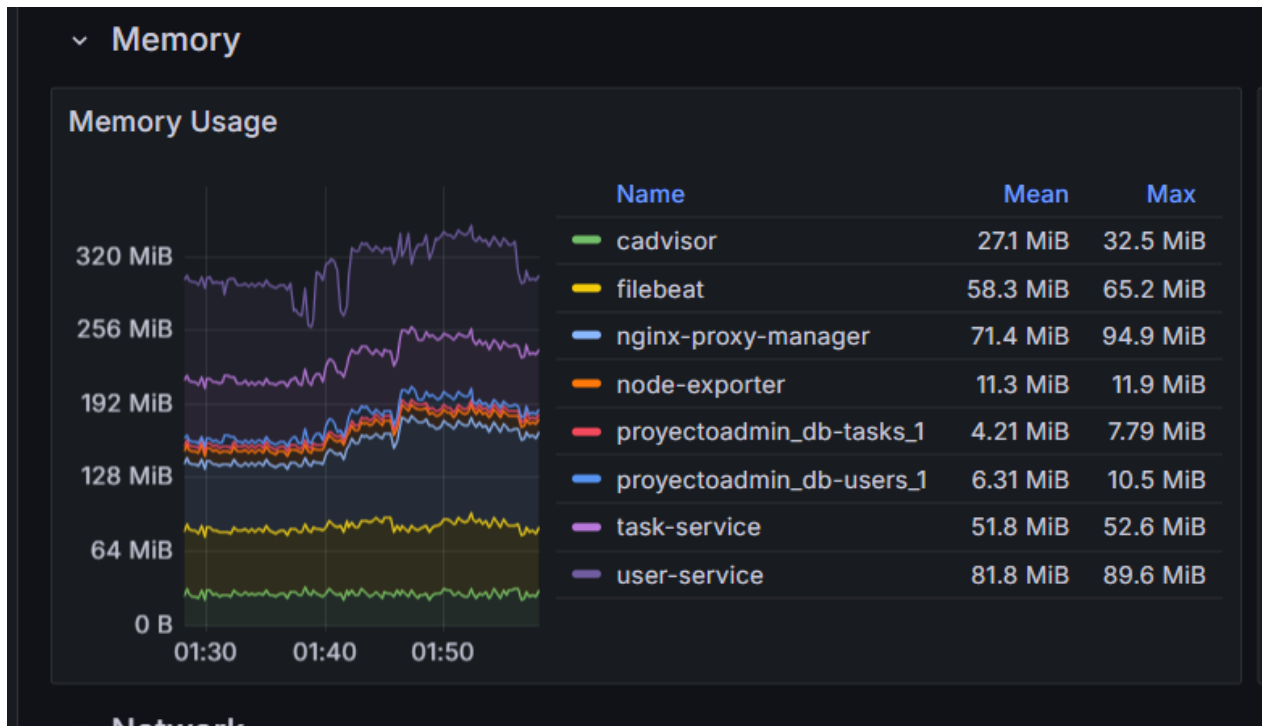 Memory
Memory Usage
Name Mean Max
320 MiB
256 MiB
192 MiB
128 MiB
64 MiB
0 B
01:30 01:40 01:50
cadvisor 27.1 MiB 32.5 MiB
filebeat 58.3 MiB 65.2 MiB
nginx-proxy-manager 71.4 MiB 94.9 MiB
node-exporter 11.3 MiB 11.9 MiB
proyectoadmin_db-tasks_1 4.21 MiB 7.79 MiB
proyectoadmin_db-users_1 6.31 MiB 10.5 MiB
task-service 51.8 MiB 52.6 MiB
user-service 81.8 MiB 89.6 MiB
Network